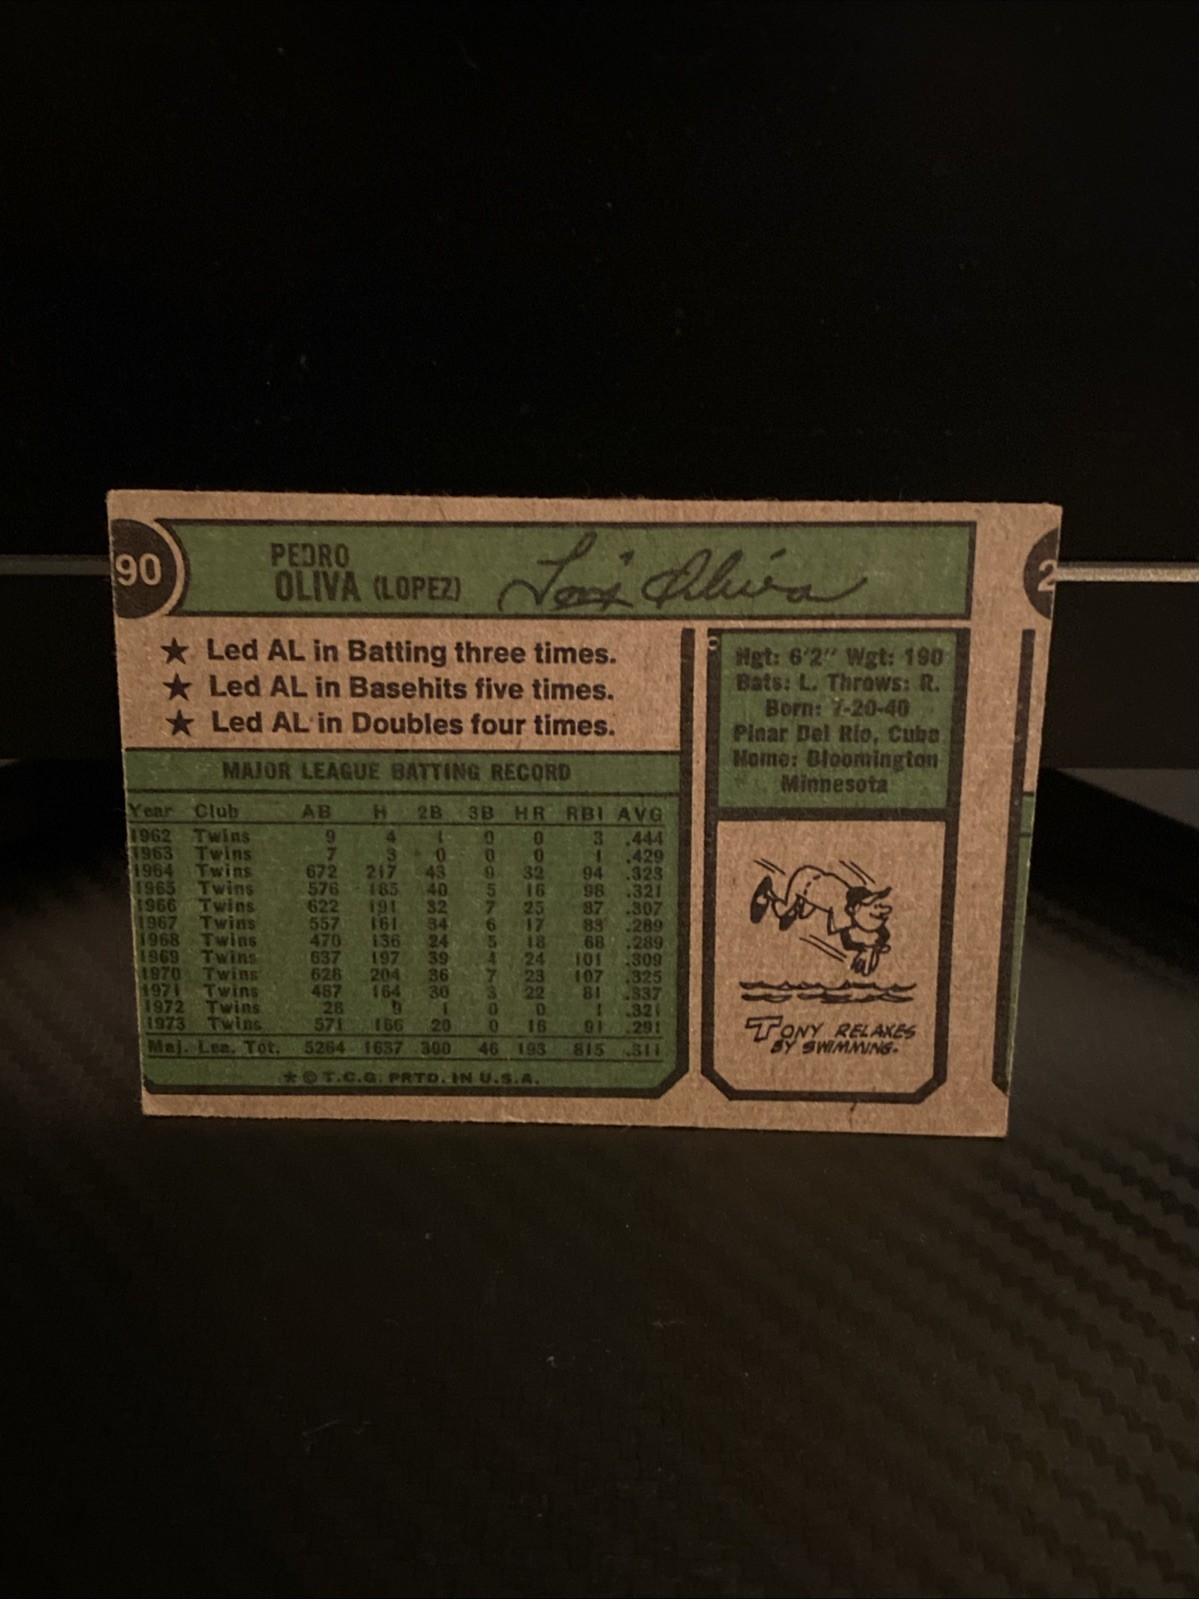 90
PEDRO
OLIVA (LOPEZ)
Tony Oliva
2
★ Led AL in Batting three times.
★ Led AL in Basehits five times.
★ Led AL in Doubles four times.
Hgt: 6'2" Wgt: 190
Bats: L. Throws: R.
Born: 7-20-40
Pinar Del Rio, Cuba
Home: Bloomington
Minnesota
MAJOR LEAGUE BATTING RECORD
Year Club AB H 2B 3B HR RBI AVG
1962 Twins 9 4 1 0 0 3 .444
1963 Twins 7 3 0 0 0 1 .429
1964 Twins 672 217 43 9 32 94 .323
1965 Twins 576 185 40 5 16 98 .321
1966 Twins 622 191 32 7 25 87 .307
1967 Twins 557 161 34 6 17 83 .289
1968 Twins 470 136 24 5 18 68 .289
1969 Twins 637 197 39 4 24 101 .309
1970 Twins 628 204 36 7 23 107 .325
1971 Twins 487 164 30 3 22 81 .337
1972 Twins 28 9 1 0 0 1 .321
1973 Twins 571 166 20 0 16 91 .291
Maj. Lea. Tot. 5264 1637 300 46 193 815 .311
★ © T.C.G. PRTD. IN U.S.A.
TONY RELAXES
BY SWIMMING.